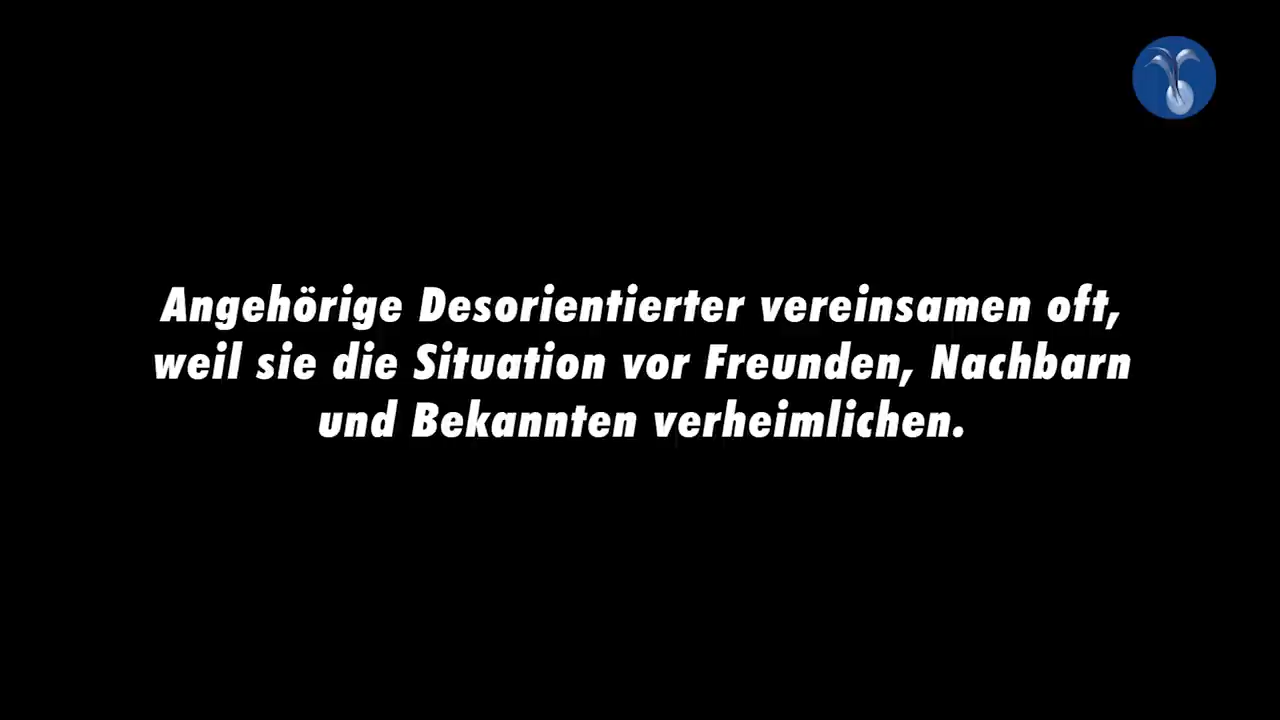 Angehörige Desorientierter vereinsamen oft,
weil sie die Situation vor Freunden, Nachbarn
und Bekannten verheimlichen.